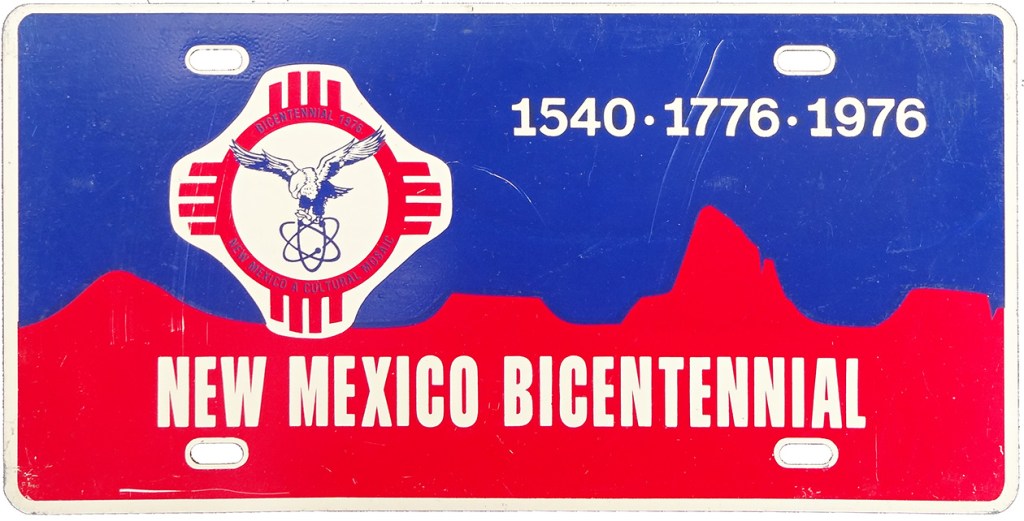 BICENTENNIAL 1976
1540 · 1776 · 1976
NEW MEXICO A CULTURAL MOSAIC
NEW MEXICO BICENTENNIAL